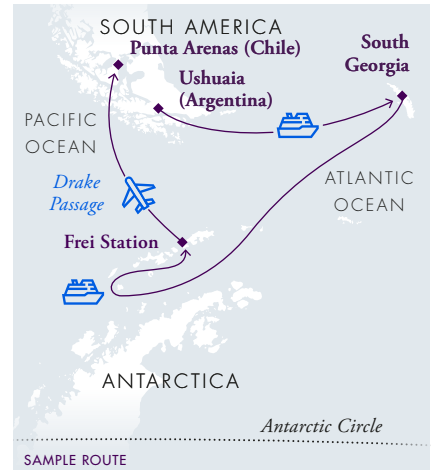 SOUTH AMERICA
Punta Arenas (Chile)
South
Georgia
Ushuaia
(Argentina)
PACIFIC
OCEAN
Drake
Passage
ATLANTIC
OCEAN
Frei Station
ANTARCTICA
Antarctic Circle
SAMPLE ROUTE